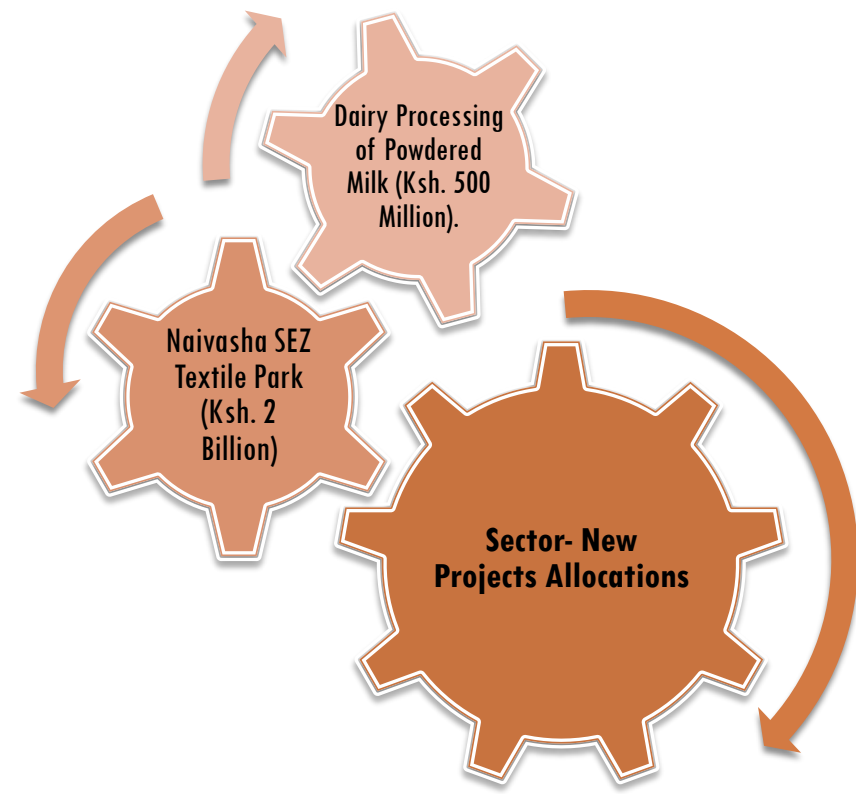 Dairy Processing
of Powdered
Milk (Ksh. 500
Million).
Naivasha SEZ
Textile Park
(Ksh. 2
Billion)
Sector- New
Projects Allocations